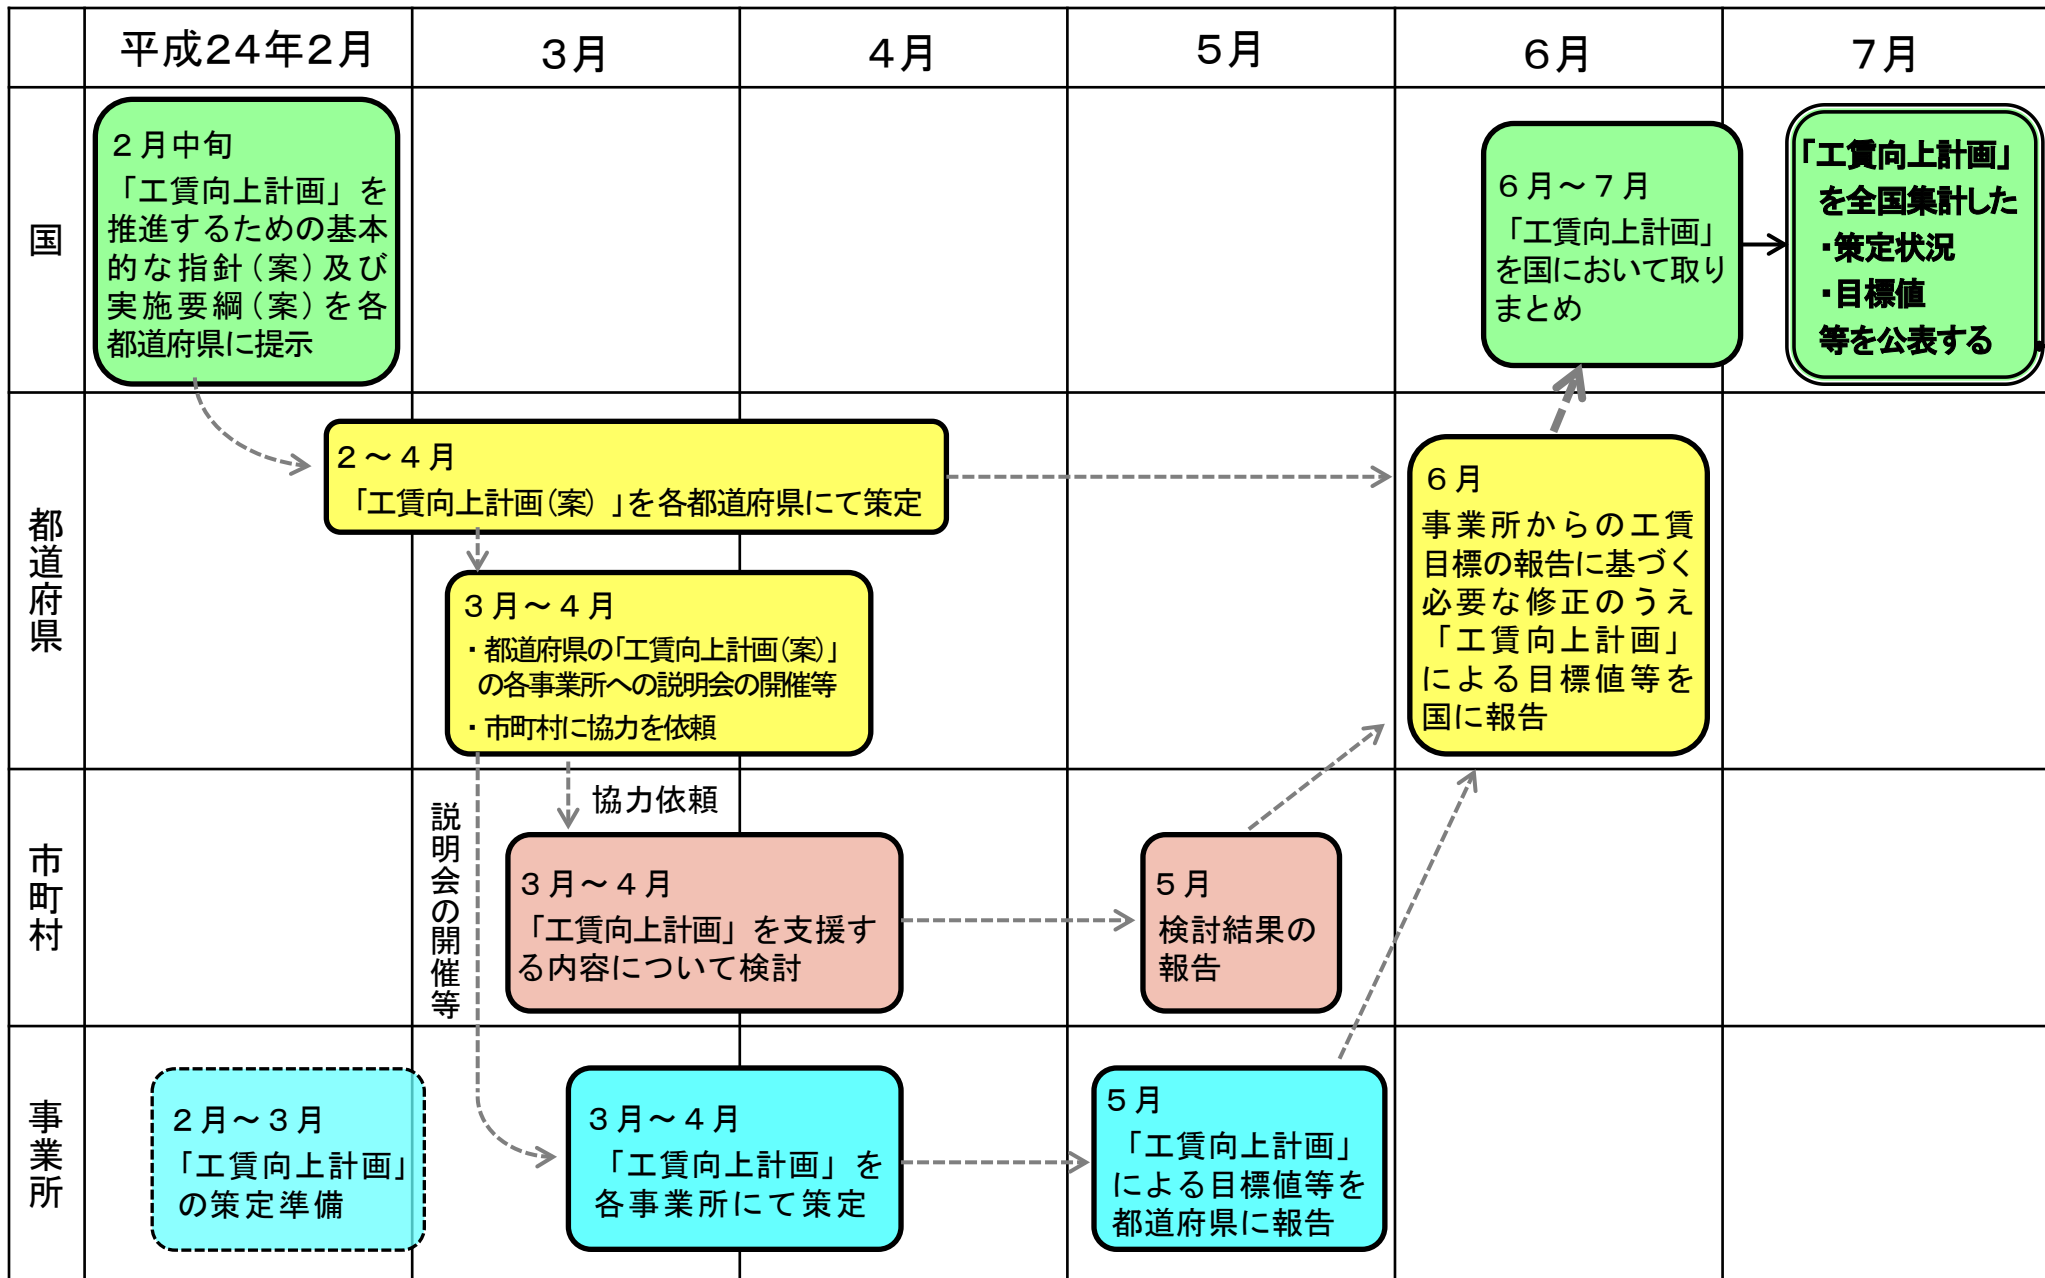 平成24年2月
3月
4月
5月
6月
7月
国
2月中旬
「工賃向上計画」を
推進するための基本
的な指針(案)及び
実施要綱(案)を各
都道府県に提示
6月～7月
「工賃向上計画」
を国において取り
まとめ
「工賃向上計画」
を全国集計した
・策定状況
・目標値
等を公表する
都道府県
2～4月
「工賃向上計画(案)」を各都道府県にて策定
3月～4月
・都道府県の「工賃向上計画(案)」
の各事業所への説明会の開催等
・市町村に協力を依頼
6月
事業所からの工賃
目標の報告に基づく
必要な修正のうえ
「工賃向上計画」
による目標値等を
国に報告
市町村
説明会の開催等
協力依頼
3月～4月
「工賃向上計画」を支援す
る内容について検討
5月
検討結果の
報告
事業所
2月～3月
「工賃向上計画」
の策定準備
3月～4月
「工賃向上計画」を
各事業所にて策定
5月
「工賃向上計画」
による目標値等を
都道府県に報告